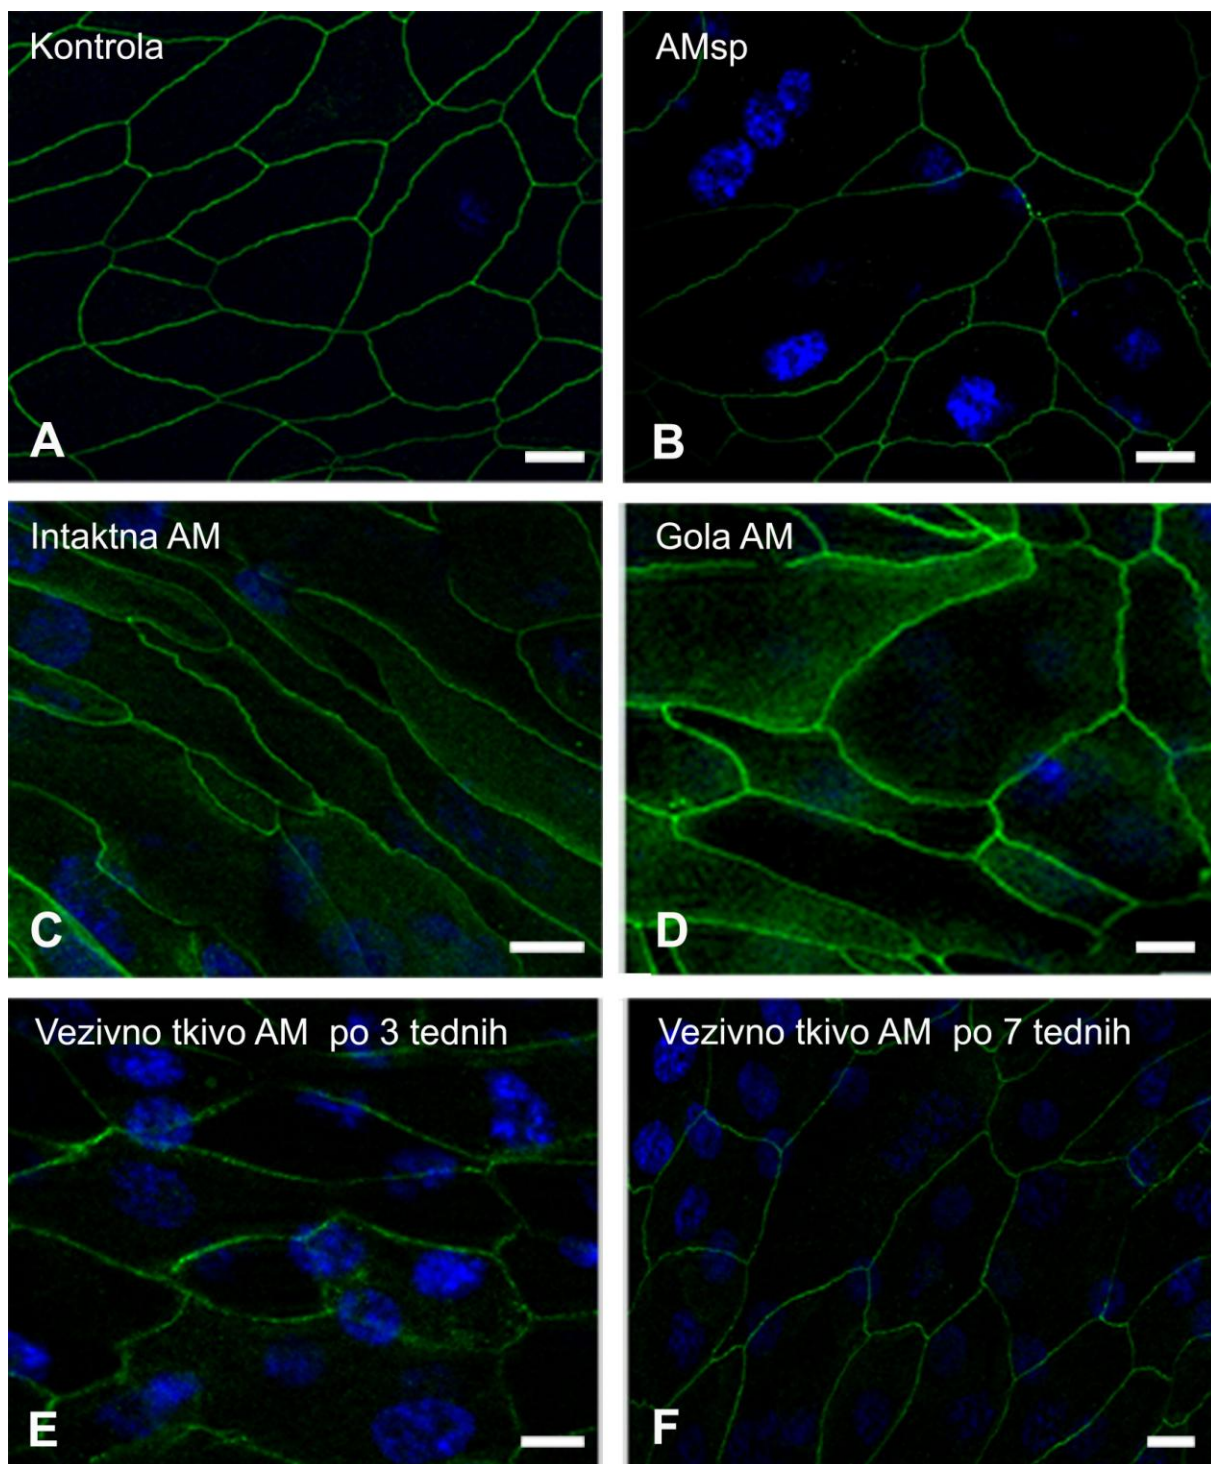 Kontrola
A
AMsp
B
Intaktna AM
C
Gola AM
D
Vezivno tkivo AM po 3 tednih
E
Vezivno tkivo AM po 7 tednih
F